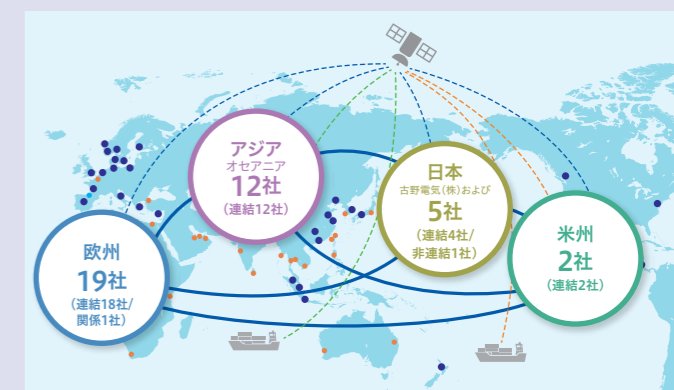 アジア
オセアニア
12社
（連結12社）
日本
古野電気（株）および
5社
（連結4社/
非連結1社）
欧州
19社
（連結18社/
関係1社）
米州
2社
（連結2社）